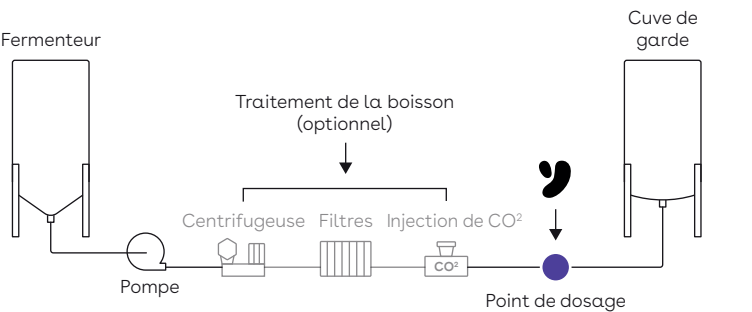 Cuve de
garde
Fermenteur
Traitement de la boisson
(optionnel)
Centrifugeuse Filtres Injection de CO²
CO²
Pompe
Point de dosage